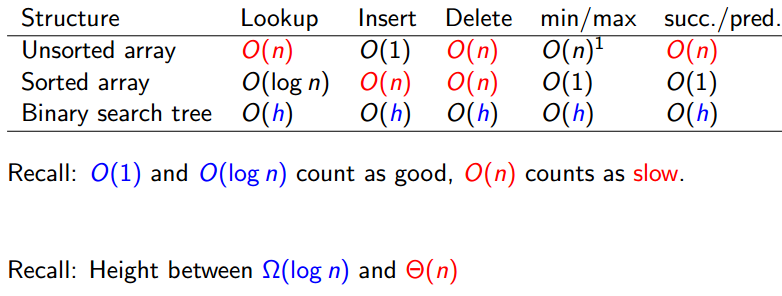 Structure Lookup Insert Delete min/max succ./pred.
Unsorted array O(n) O(1) O(n) O(n)¹ O(n)
Sorted array O(log n) O(n) O(n) O(1) O(1)
Binary search tree O(h) O(h) O(h) O(h) O(h)
Recall: O(1) and O(log n) count as good, O(n) counts as slow.
Recall: Height between Ω(log n) and Θ(n)